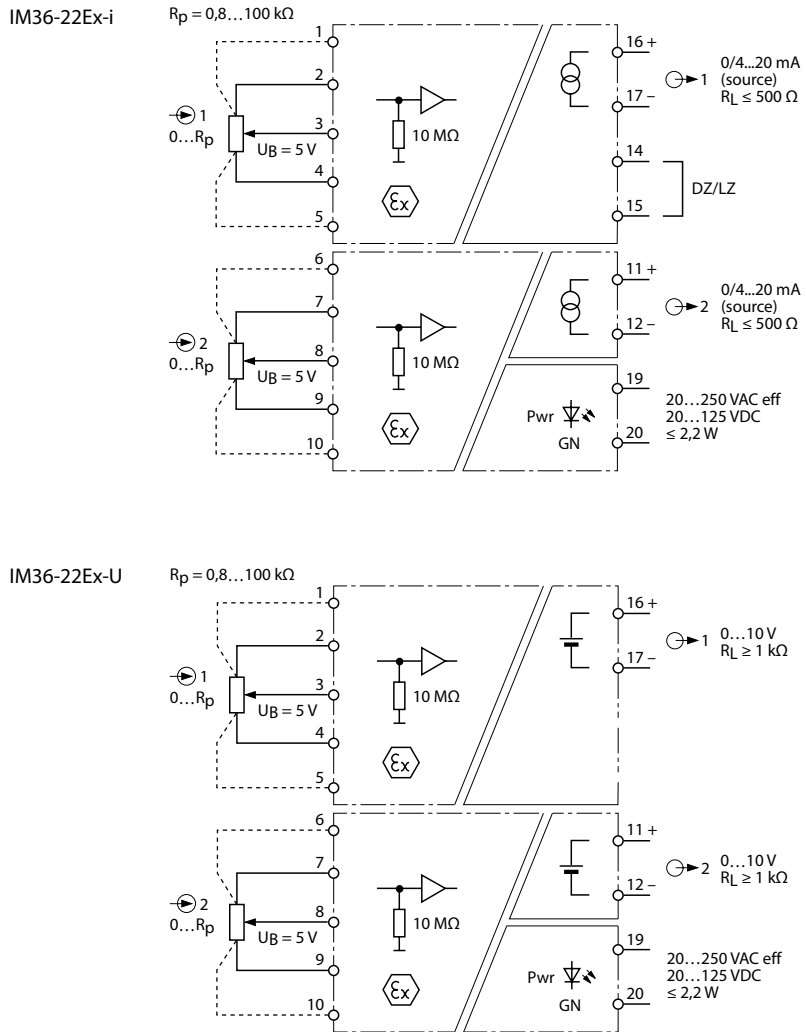 IM36-22Ex-i
Rp = 0,8…100 kΩ
1
2
1
3
0…Rp
UB = 5 V
4
5
10 MΩ
Ɛx
16 +
0/4...20 mA
1
(source)
17 –
RL ≤ 500 Ω
14
DZ/LZ
15
6
7
2
8
0…Rp
UB = 5 V
9
10
10 MΩ
Ɛx
11 +
0/4...20 mA
2
(source)
12 –
RL ≤ 500 Ω
19
20…250 VAC eff
Pwr
20…125 VDC
20
≤ 2,2 W
GN
IM36-22Ex-U
Rp = 0,8…100 kΩ
1
2
1
3
0…Rp
UB = 5 V
4
5
10 MΩ
Ɛx
16 +
0…10 V
1
RL ≥ 1 kΩ
17 –
6
7
2
8
0…Rp
UB = 5 V
9
10
10 MΩ
Ɛx
11 +
0…10 V
2
RL ≥ 1 kΩ
12 –
19
20…250 VAC eff
Pwr
20…125 VDC
20
≤ 2,2 W
GN